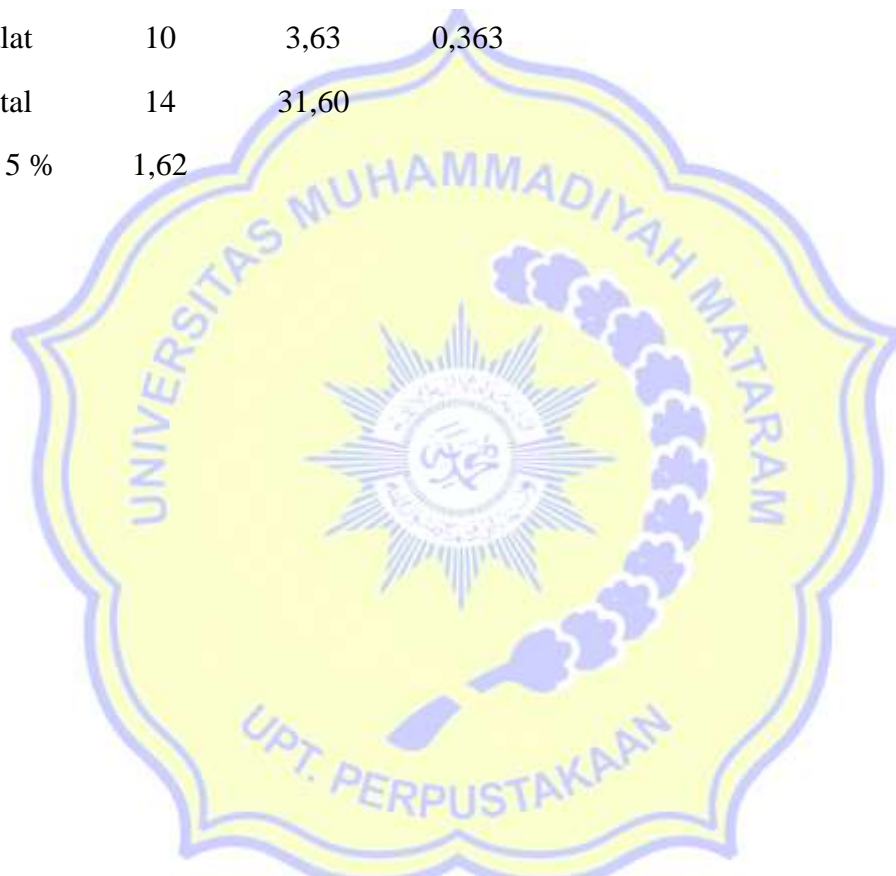 lat 10 3,63 0,363
tal 14 31,60
5 % 1,62
UNIVERSITAS MUHAMMADIYAH MATARAM
UPT. PERPUSTAKAAN